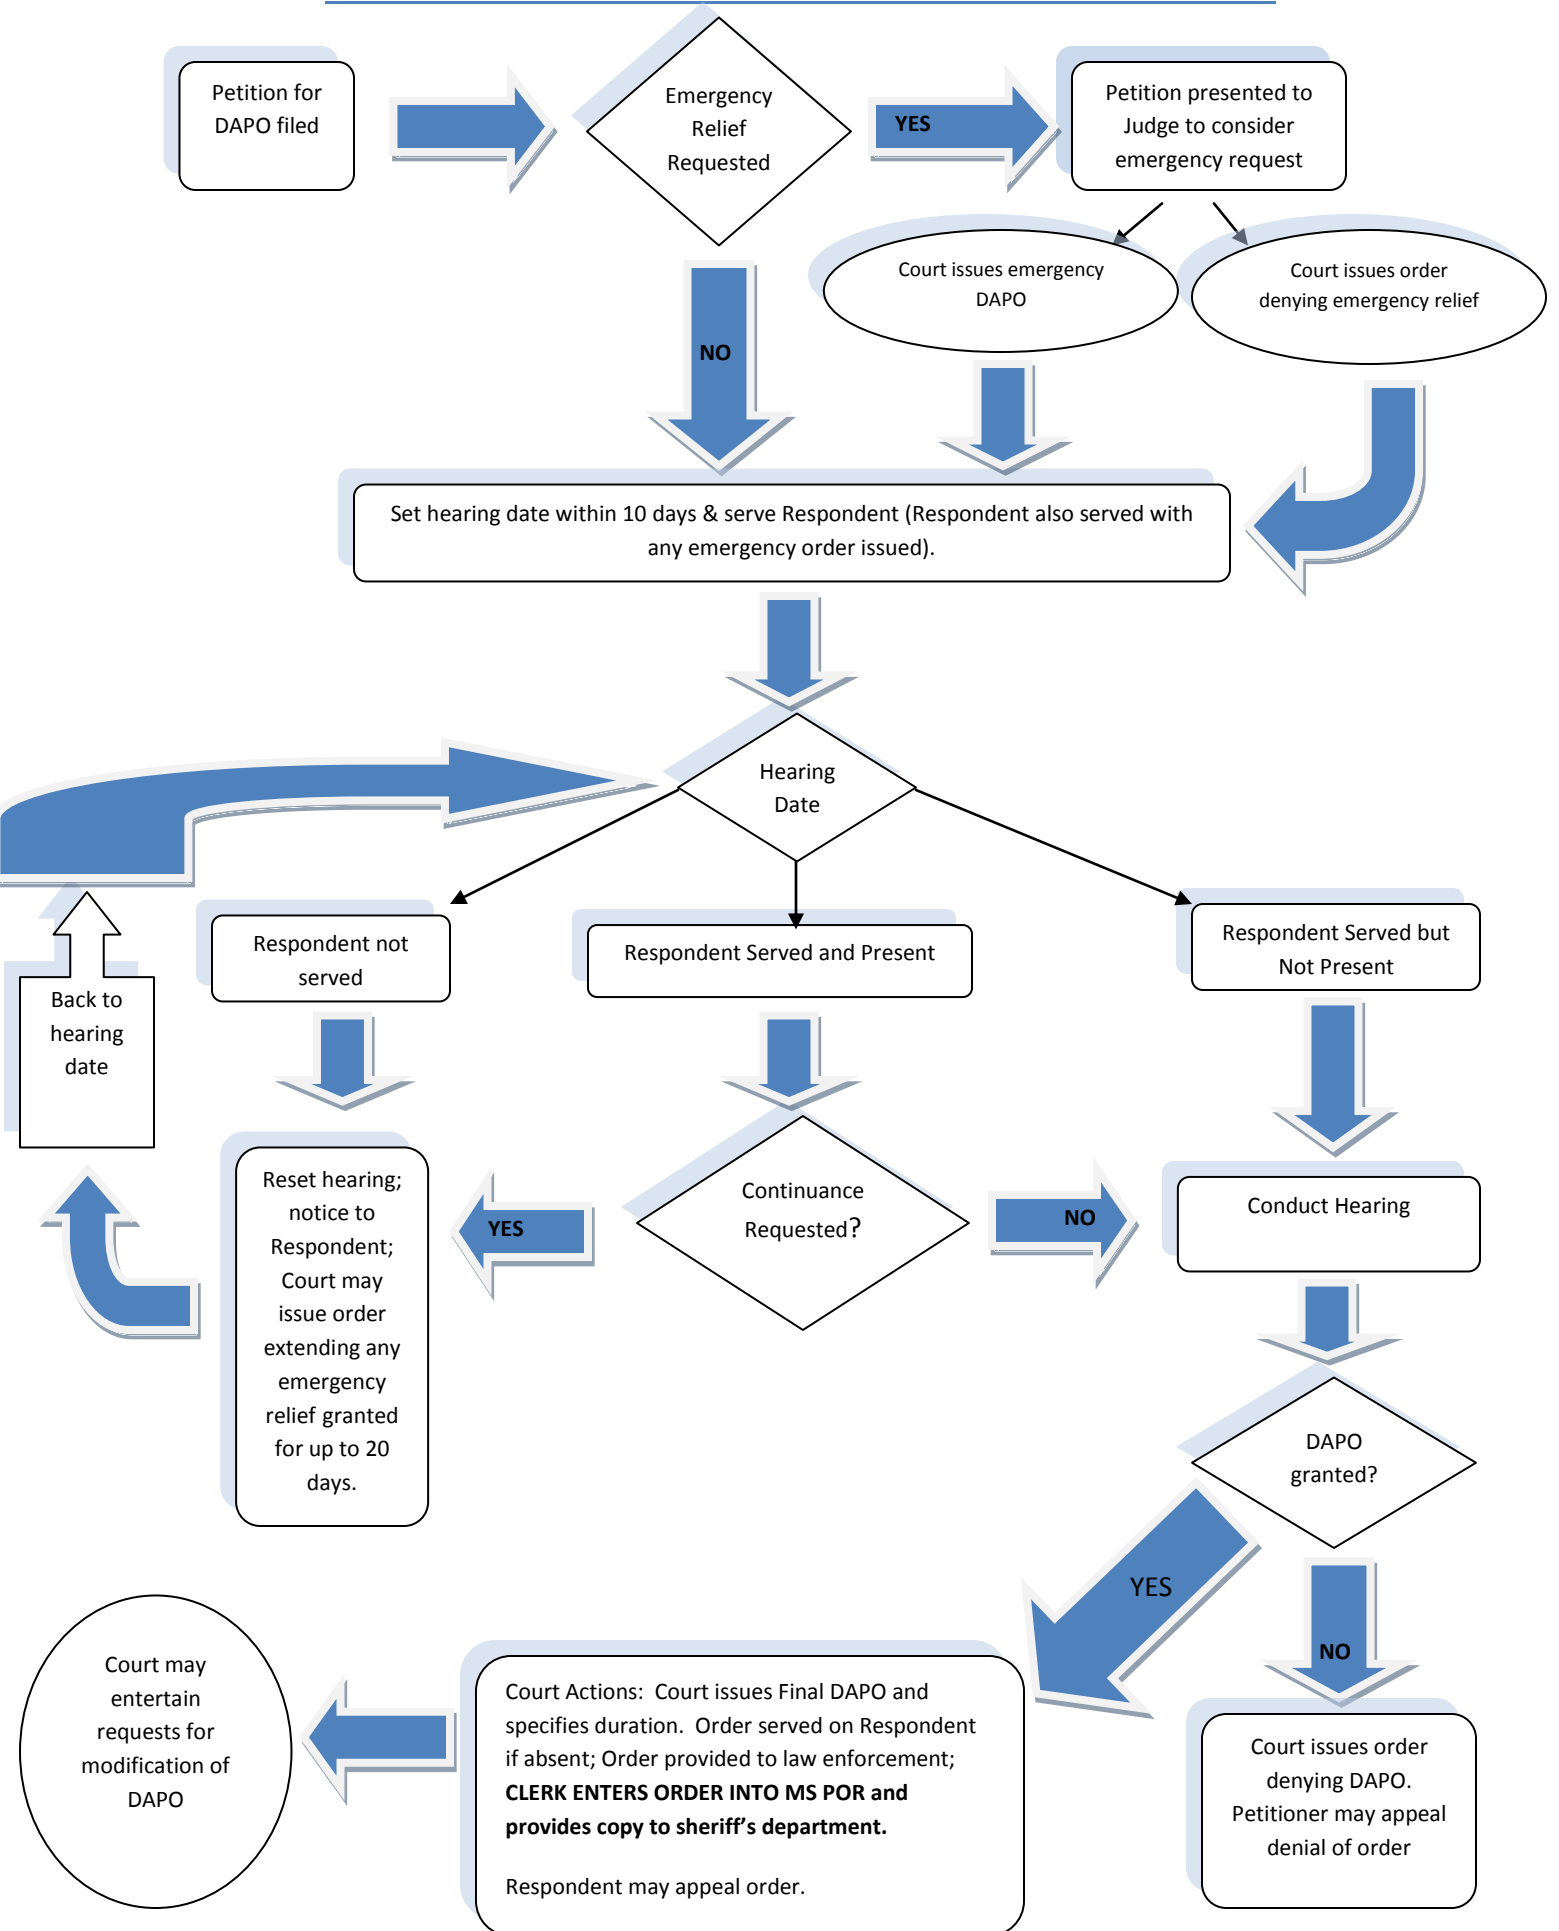 Petition for
DAPO filed
Emergency
Relief
Requested
YES
Petition presented to
Judge to consider
emergency request
Court issues emergency
DAPO
Court issues order
denying emergency relief
NO
Set hearing date within 10 days & serve Respondent (Respondent also served with
any emergency order issued).
Hearing
Date
Respondent not
served
Respondent Served and Present
Respondent Served but
Not Present
Back to
hearing
date
Reset hearing;
notice to
Respondent;
Court may
issue order
extending any
emergency
relief granted
for up to 20
days.
YES
Continuance
Requested?
NO
Conduct Hearing
DAPO
granted?
YES
NO
Court may
entertain
requests for
modification of
DAPO
Court Actions:  Court issues Final DAPO and
specifies duration.  Order served on Respondent
if absent; Order provided to law enforcement;
CLERK ENTERS ORDER INTO MS POR and
provides copy to sheriff’s department.
Respondent may appeal order.
Court issues order
denying DAPO.
Petitioner may appeal
denial of order